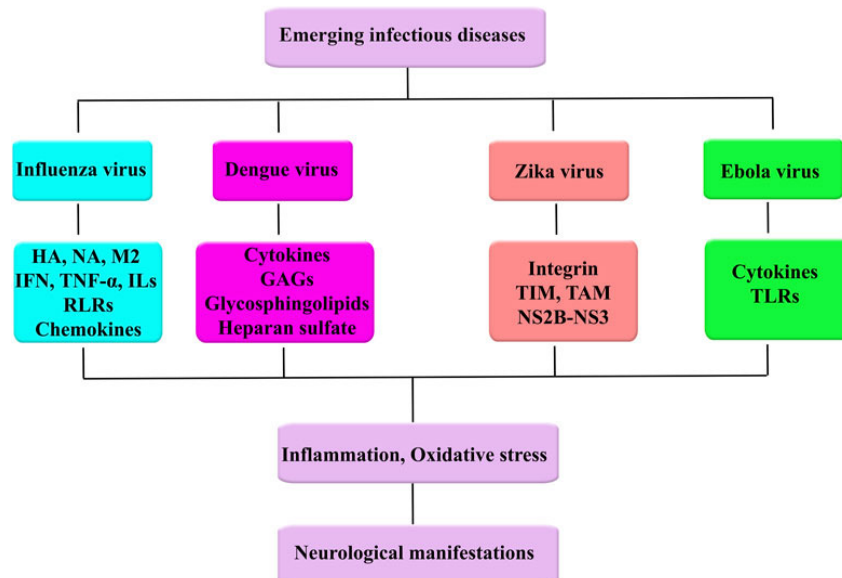 Emerging infectious diseases
Influenza virus
Dengue virus
Zika virus
Ebola virus
HA, NA, M2
IFN, TNF-α, ILs
RLRs
Chemokines
Cytokines
GAGs
Glycosphingolipids
Heparan sulfate
Integrin
TIM, TAM
NS2B-NS3
Cytokines
TLRs
Inflammation, Oxidative stress
Neurological manifestations